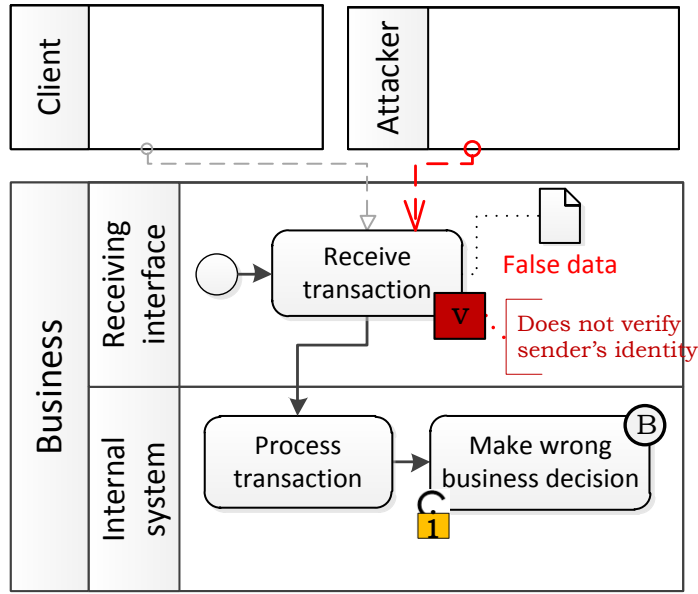 Client
Attacker
Business
Receiving
interface
Receive
transaction
V
False data
Does not verify
sender's identity
Internal
system
Process
transaction
Make wrong
business decision
B
C
1